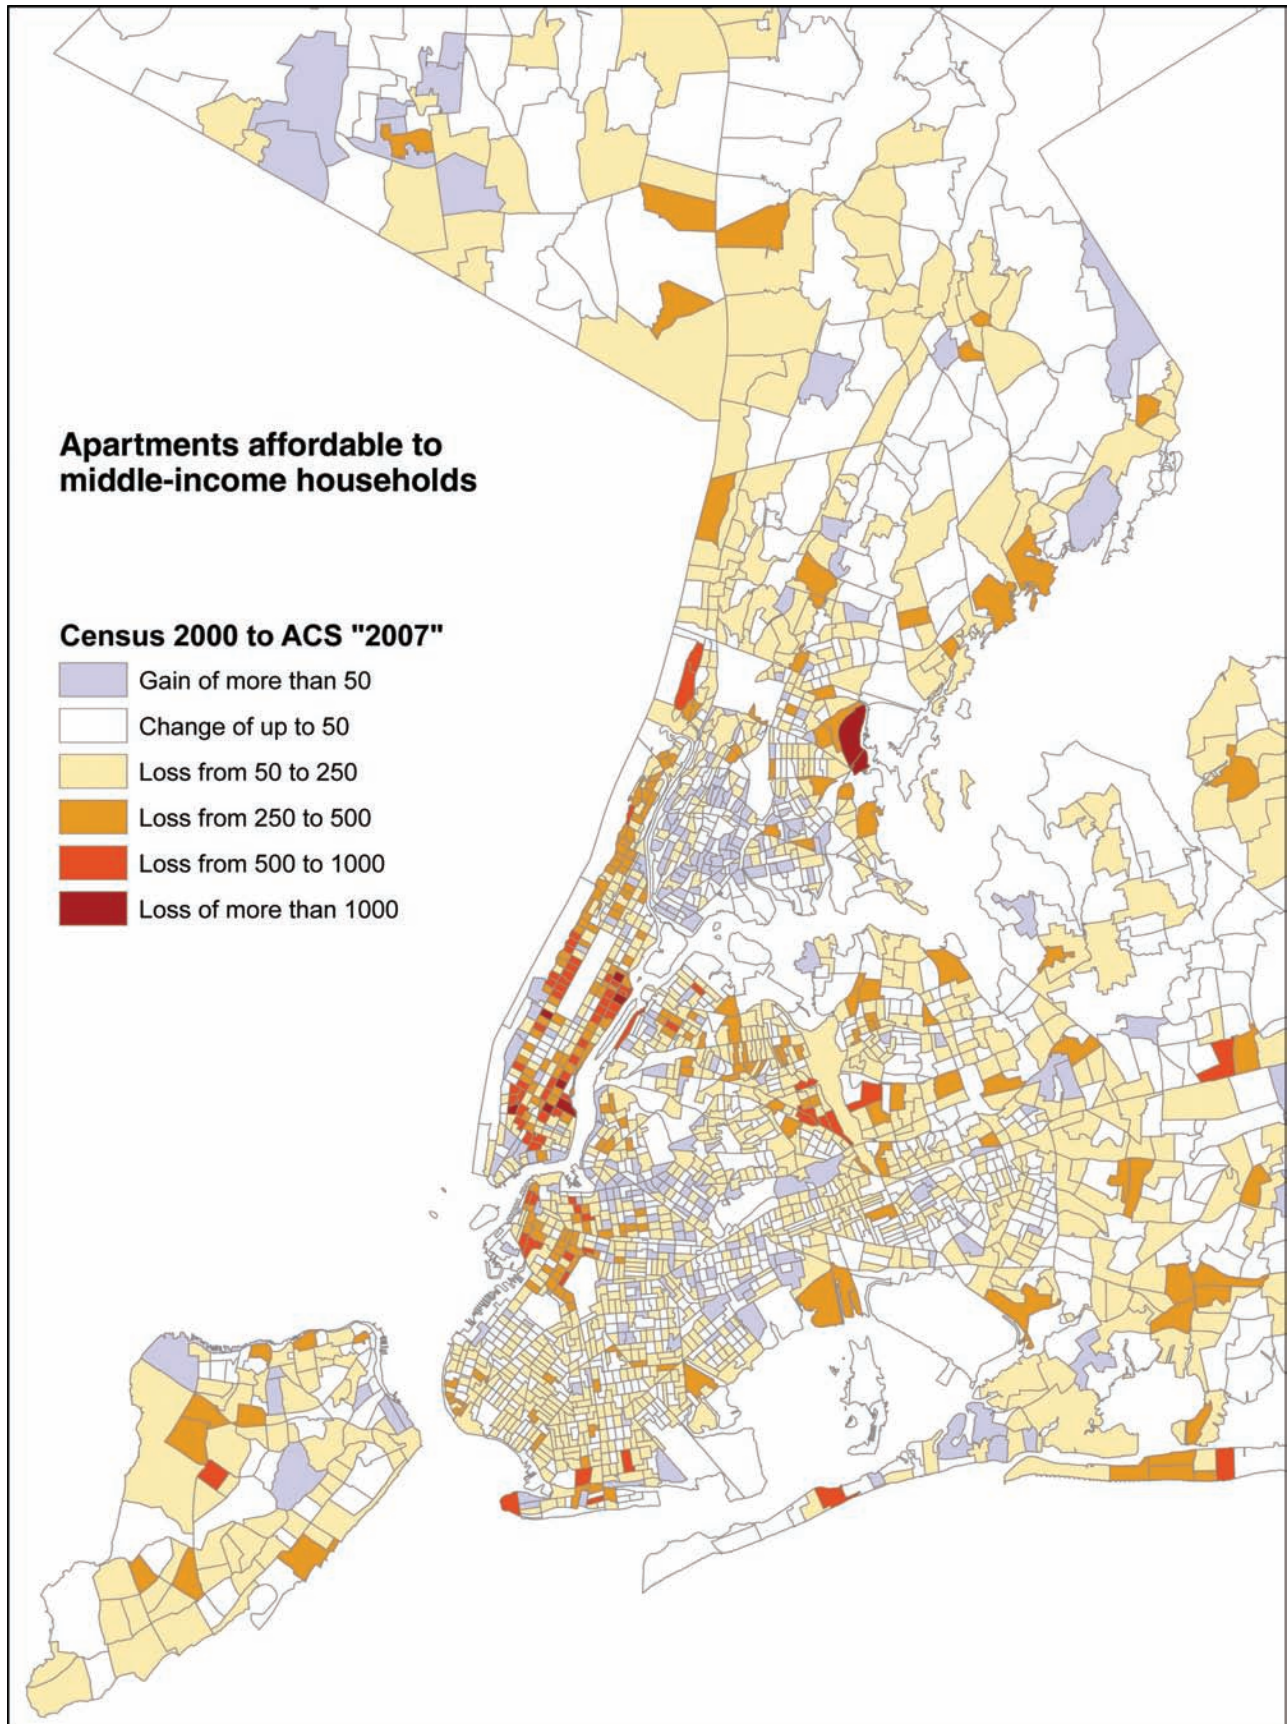 Apartments affordable to
middle-income households
Census 2000 to ACS "2007"
Gain of more than 50
Change of up to 50
Loss from 50 to 250
Loss from 250 to 500
Loss from 500 to 1000
Loss of more than 1000